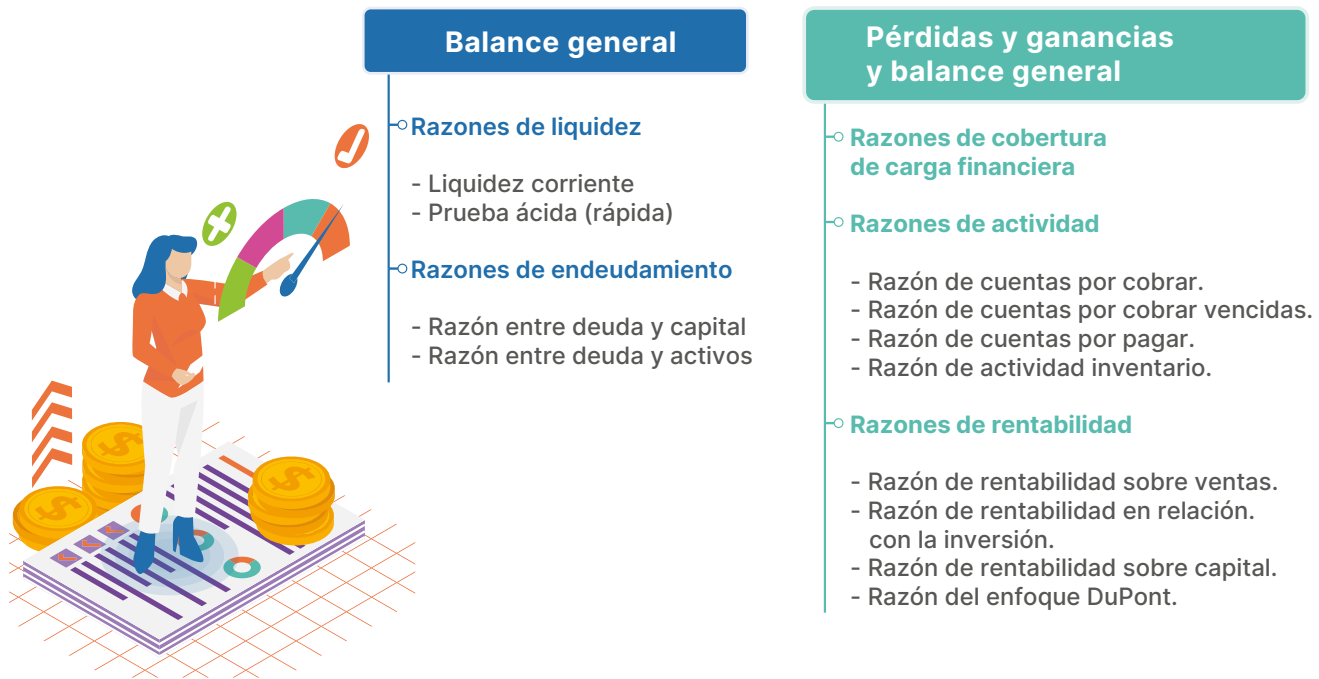 Balance general
Razones de liquidez
- Liquidez corriente
- Prueba ácida (rápida)
Razones de endeudamiento
- Razón entre deuda y capital
- Razón entre deuda y activos
Pérdidas y ganancias
y balance general
Razones de cobertura
de carga financiera
Razones de actividad
- Razón de cuentas por cobrar.
- Razón de cuentas por cobrar vencidas.
- Razón de cuentas por pagar.
- Razón de actividad inventario.
Razones de rentabilidad
- Razón de rentabilidad sobre ventas.
- Razón de rentabilidad en relación.
con la inversión.
- Razón de rentabilidad sobre capital.
- Razón del enfoque DuPont.